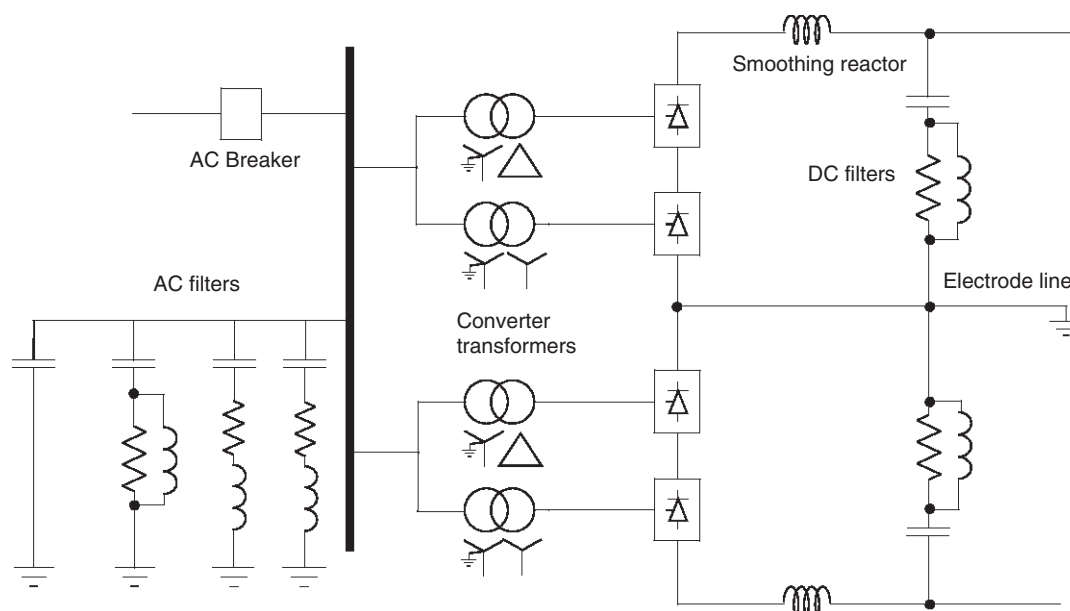 Smoothing reactor
AC Breaker
DC filters
AC filters
Electrode line
Converter
transformers